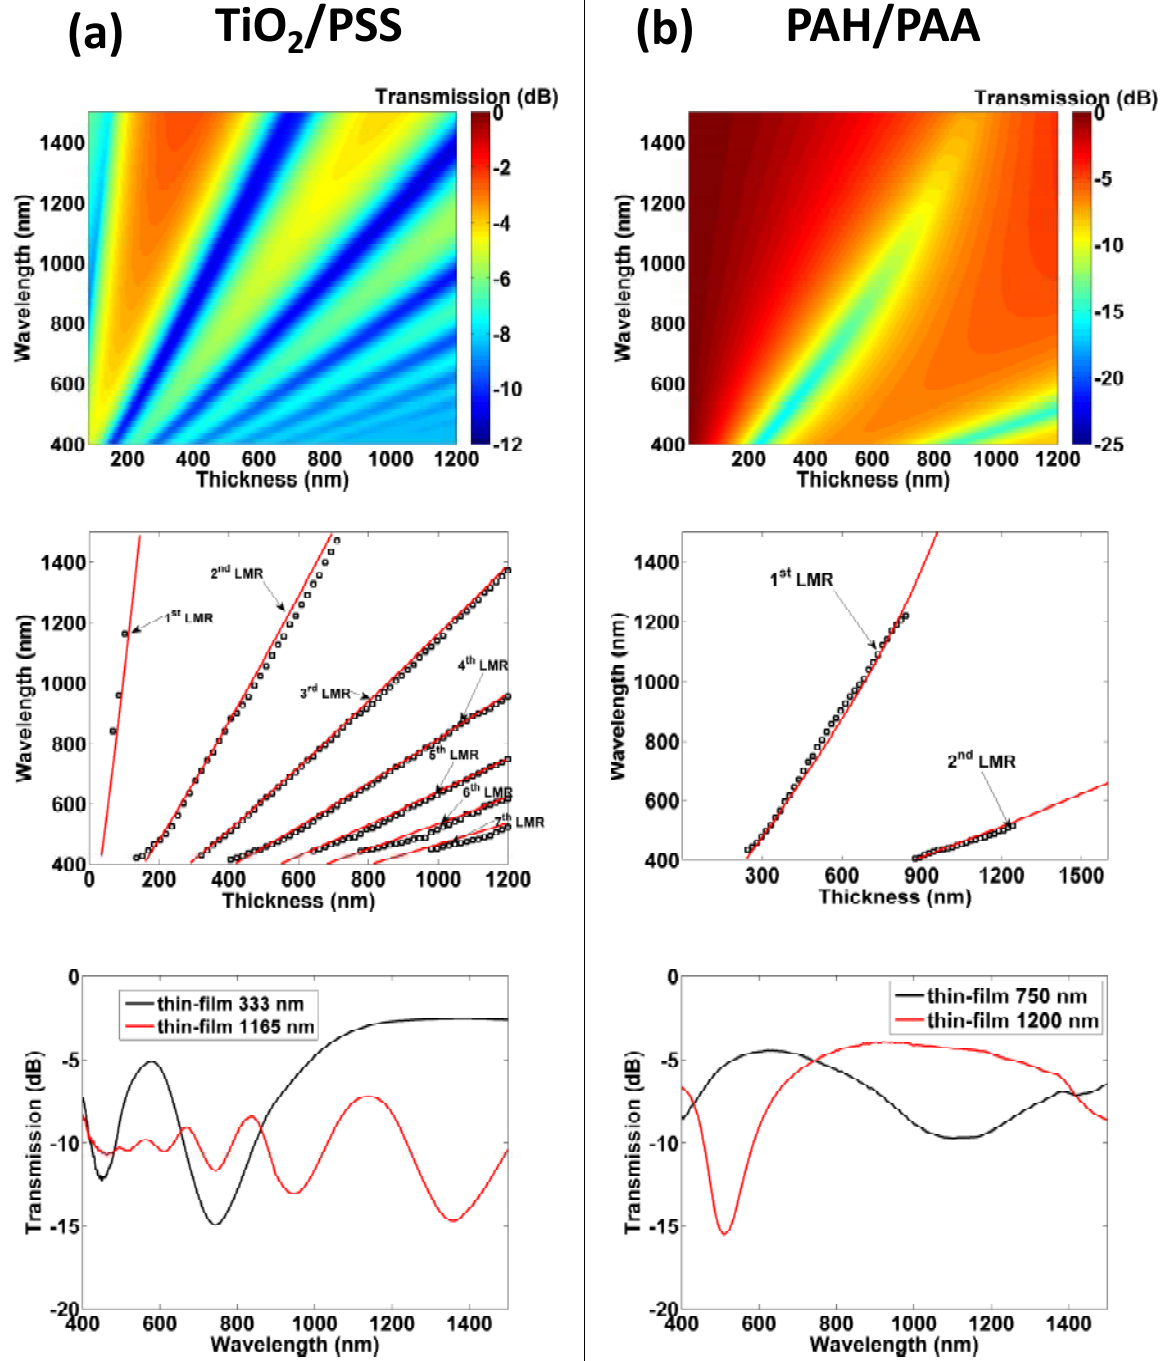 (a) TiO₂/PSS
Transmission (dB)
1400
1200
1000
800
600
400
Wavelength (nm)
200 400 600 800 1000 1200
Thickness (nm)
0
-2
-4
-6
-8
-10
-12
1400
1200
1000
800
600
400
Wavelength (nm)
0 200 400 600 800 1000 1200
Thickness (nm)
1st LMR
2nd LMR
3rd LMR
4th LMR
5th LMR
6th LMR
7th LMR
0
-5
-10
-15
-20
Transmission (dB)
thin-film 333 nm
thin-film 1165 nm
400 600 800 1000 1200 1400
Wavelength (nm)
(b) PAH/PAA
Transmission (dB)
1400
1200
1000
800
600
400
Wavelength (nm)
200 400 600 800 1000 1200
Thickness (nm)
0
-5
-10
-15
-20
-25
1400
1200
1000
800
600
400
Wavelength (nm)
300 600 900 1200 1500
Thickness (nm)
1st LMR
2nd LMR
0
-5
-10
-15
-20
Transmission (dB)
thin-film 750 nm
thin-film 1200 nm
400 600 800 1000 1200 1400
Wavelength (nm)